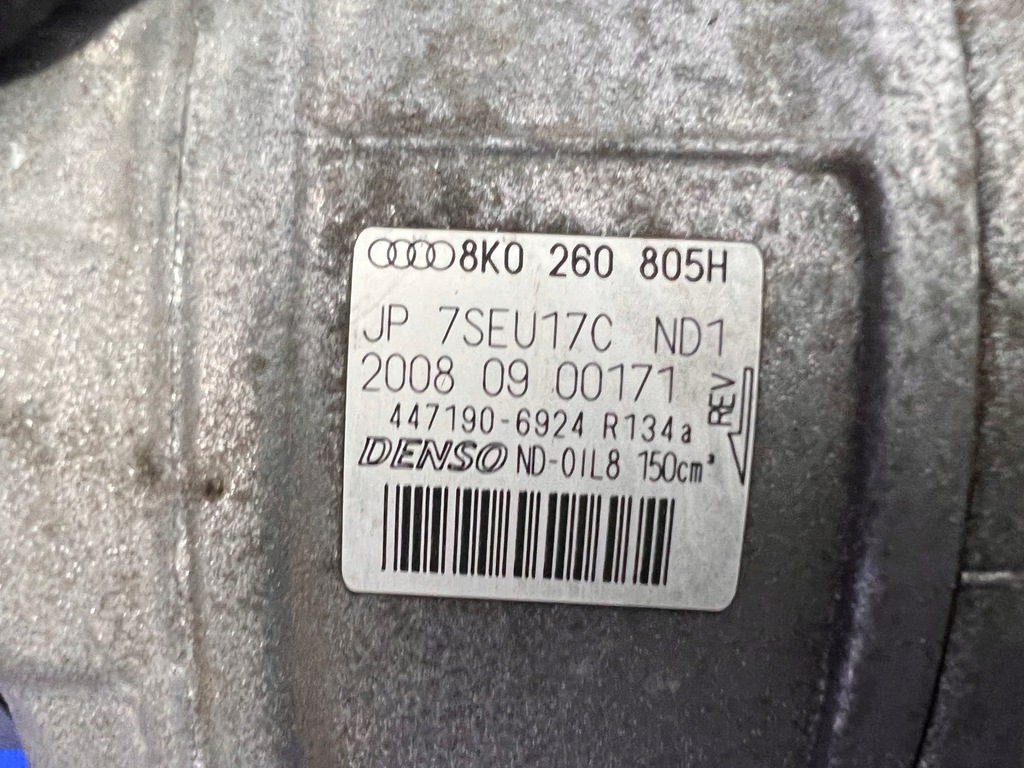 8K0 260 805H
JP 7SEU17C ND1
2008 09 00171
447190-6924 R134a
REV
DENSO ND-OIL8 150cm³